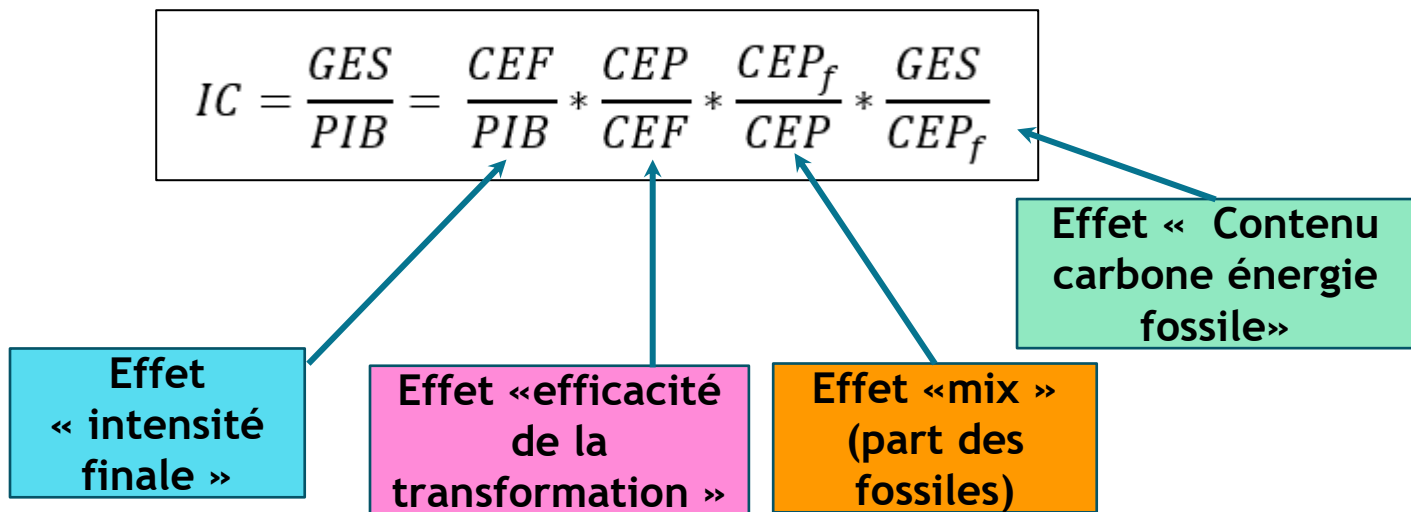 IC = GES/PIB = CEF/PIB * CEP/CEF * CEP_f/CEP * GES/CEP_f
Effet « Contenu
carbone énergie
fossile»
Effet
« intensité
finale »
Effet «efficacité
de la
transformation »
Effet «mix »
(part des
fossiles)